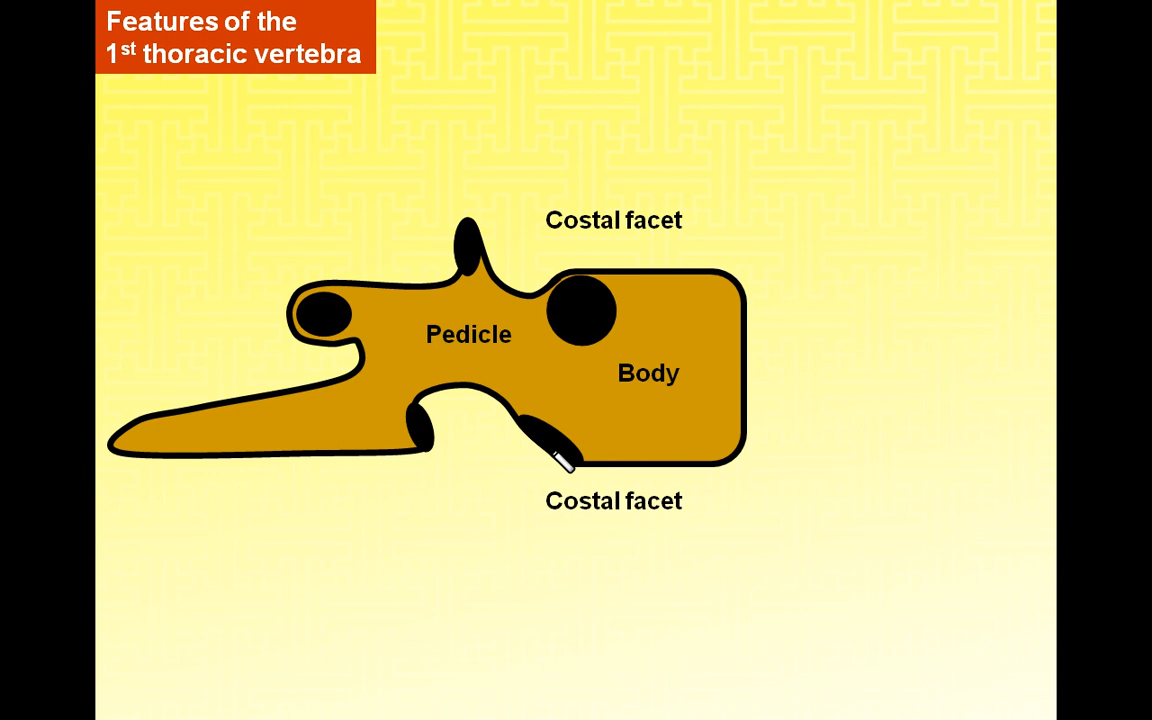 Features of the
1st thoracic vertebra
Costal facet
Pedicle
Body
Costal facet